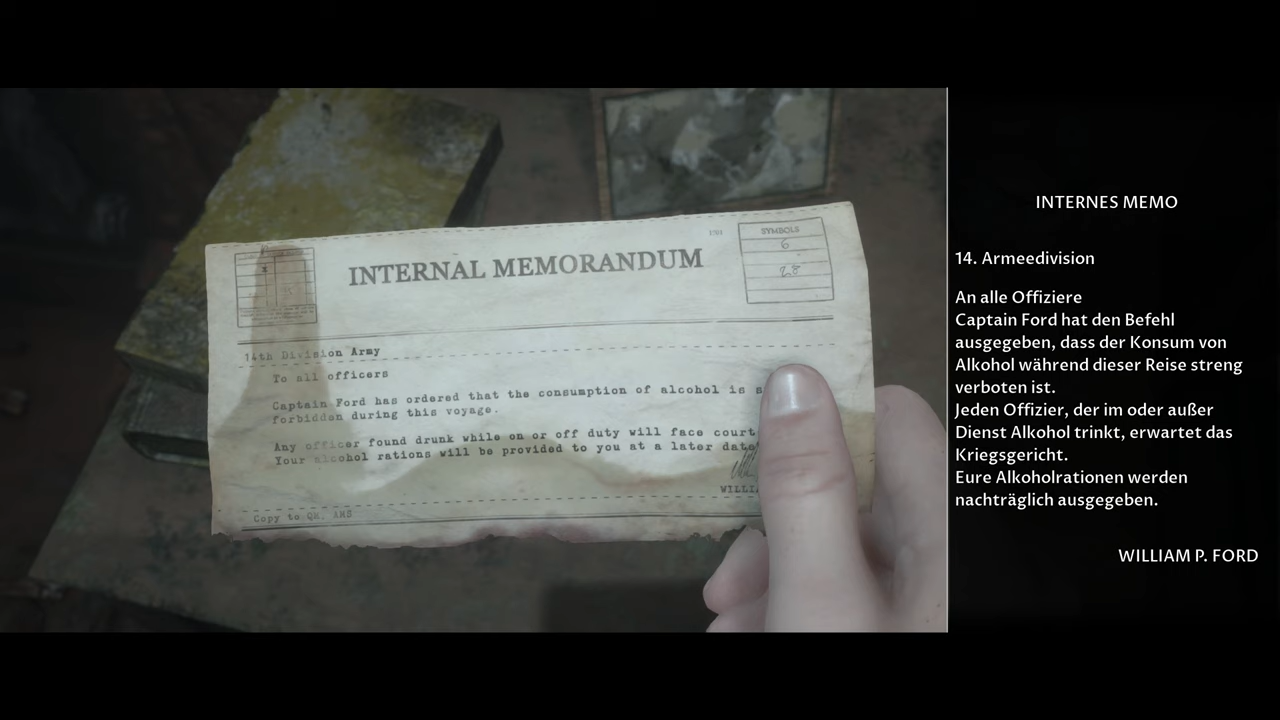 INTERNAL MEMORANDUM
SYMBOLS
6
28
14th Division Army
To all officers
Captain Ford has ordered that the consumption of alcohol is
forbidden during this voyage.
Any officer found drunk while on or off duty will face court
Your alcohol rations will be provided to you at a later date
Copy to QM.
INTERNES MEMO
14. Armeedivision
An alle Offiziere
Captain Ford hat den Befehl
ausgegeben, dass der Konsum von
Alkohol während dieser Reise streng
verboten ist.
Jeden Offizier, der im oder außer
Dienst Alkohol trinkt, erwartet das
Kriegsgericht.
Eure Alkoholrationen werden
nachträglich ausgegeben.
WILLIAM P. FORD